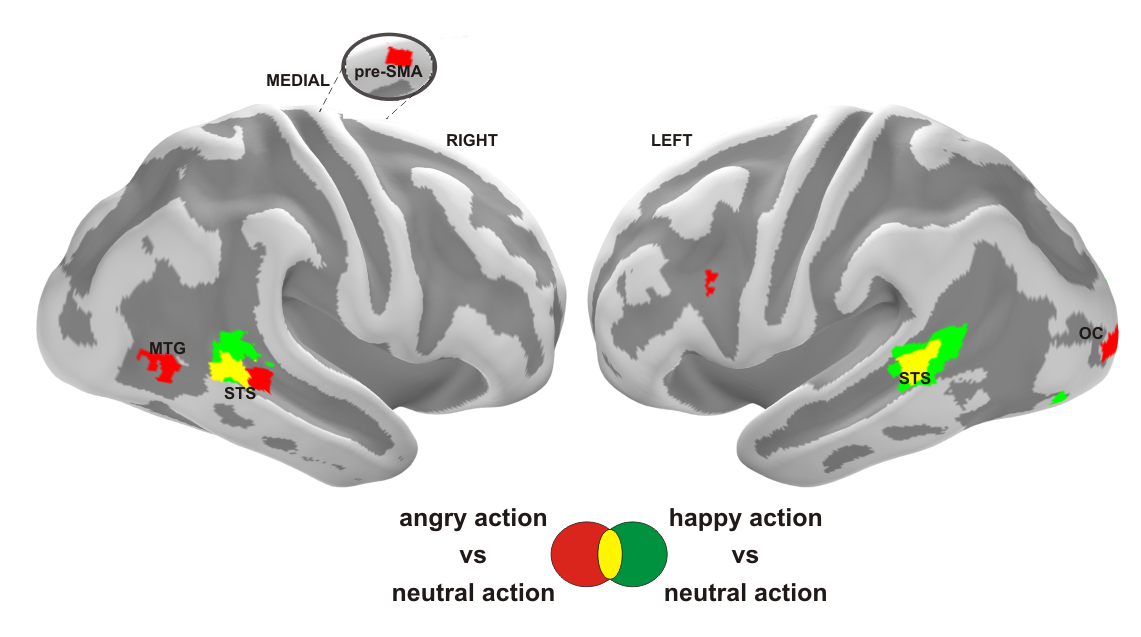 pre-SMA
MEDIAL
RIGHT
LEFT
MTG
STS
OC
STS
angry action
vs
neutral action
happy action
vs
neutral action